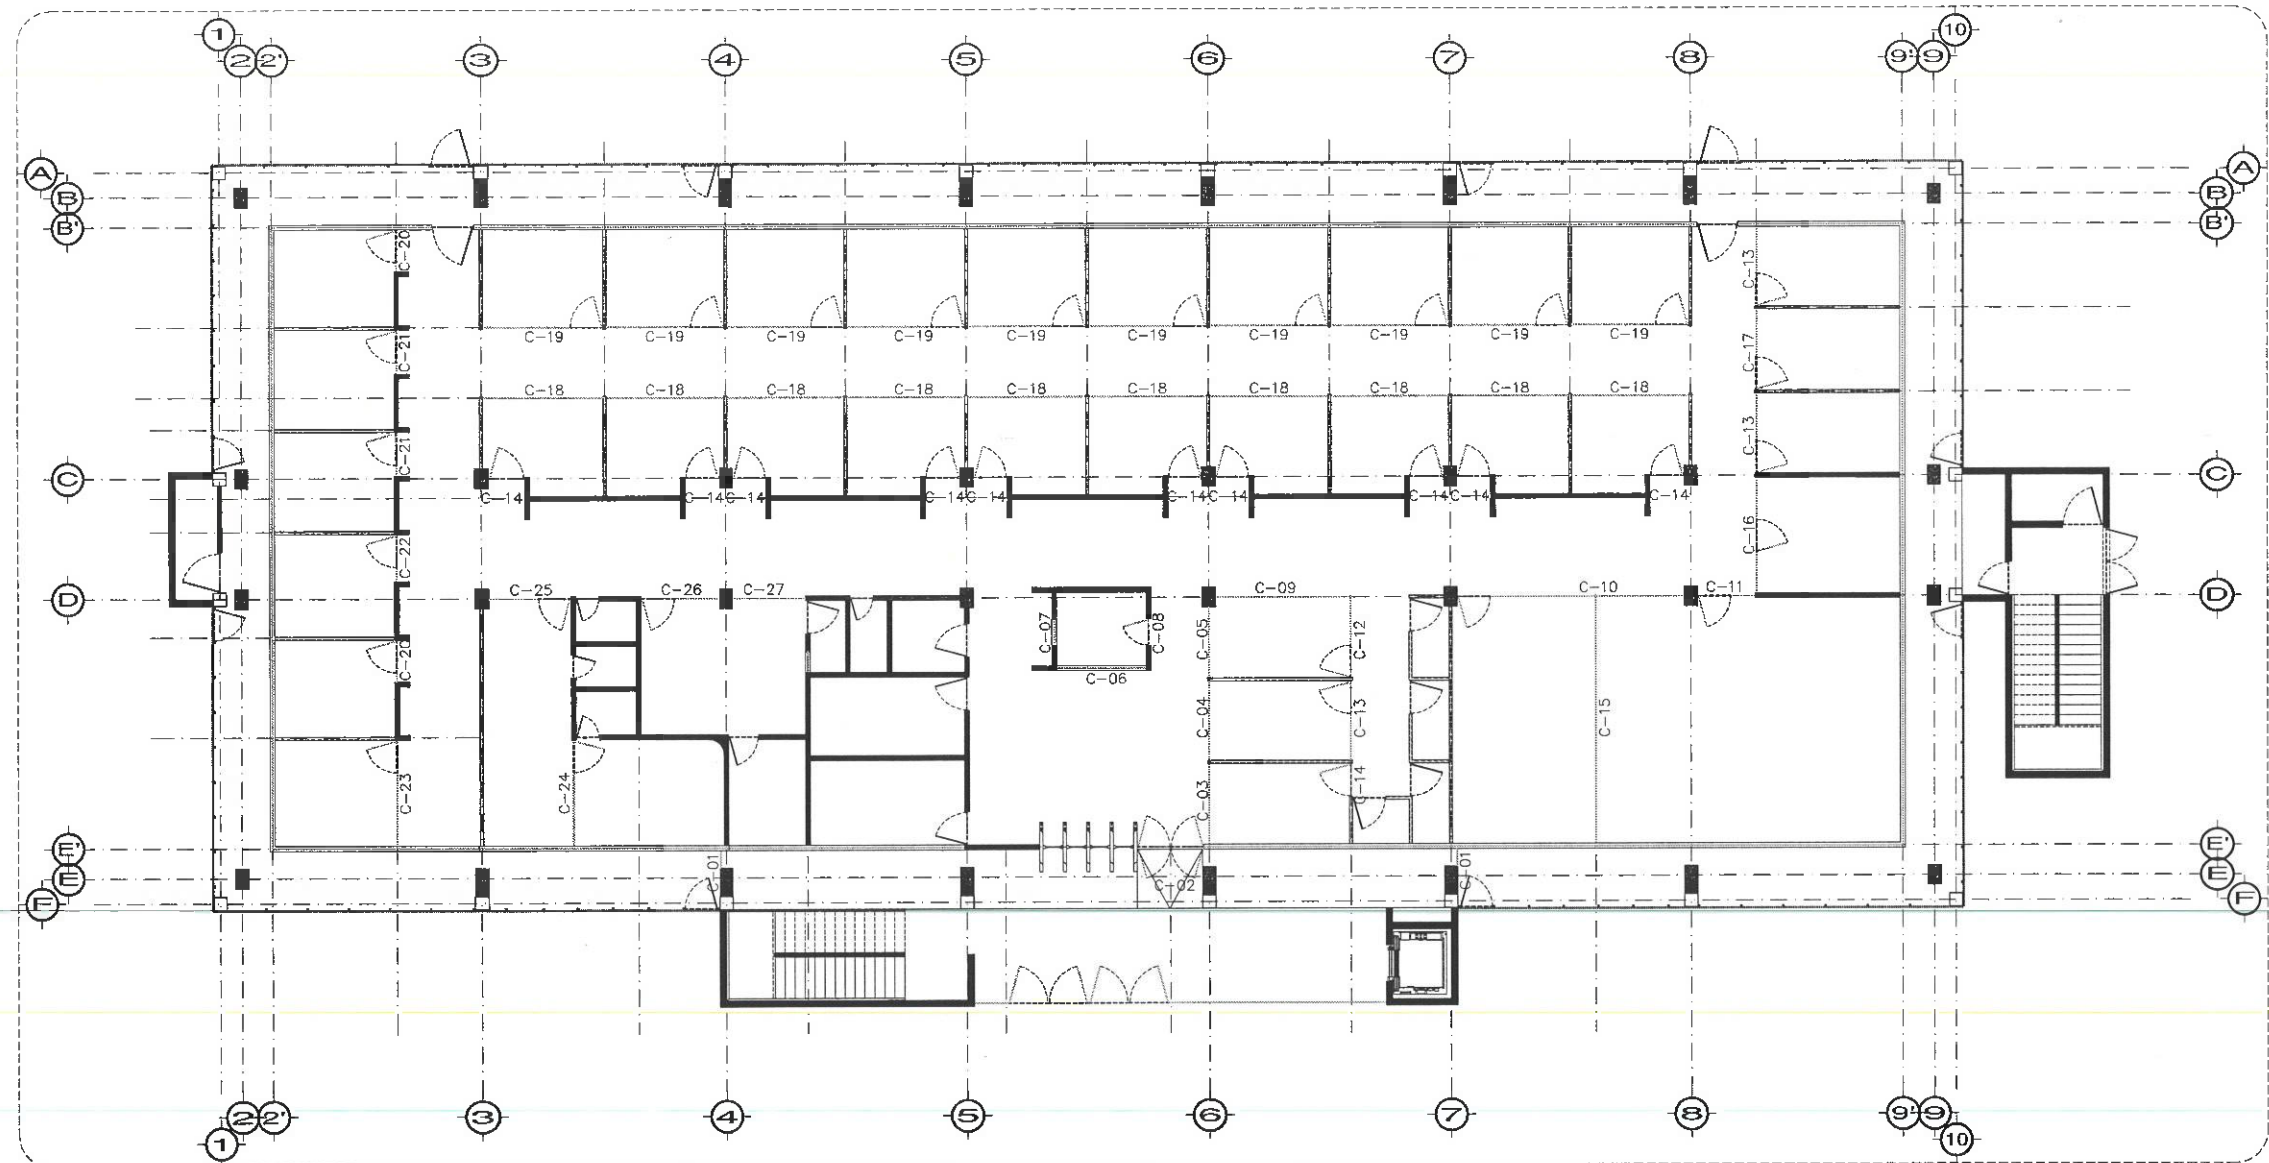 1 10
2 2' 3 4 5 6 7 8 9' 9
A A
B B
B' B'
C-20 C-13
C-19 C-19 C-19 C-19 C-19 C-19 C-19 C-19 C-19 C-19
C-21 C-17
C-18 C-18 C-18 C-18 C-18 C-18 C-18 C-18 C-18 C-18
C-21 C-13
C C
C-14 C-14 C-14 C-14 C-14 C-14 C-14 C-14 C-14 C-14
C-22 C-16
C-25 C-26 C-27 C-09 C-10 C-11
D D
C-20 C-07 C-08 C-05 C-12
C-06
C-04 C-13 C-15
C-23 C-24 C-03 C-14
E' E'
C-01 C-02 C-01
E E
F F
2 2' 3 4 5 6 7 8 9' 9
1 10